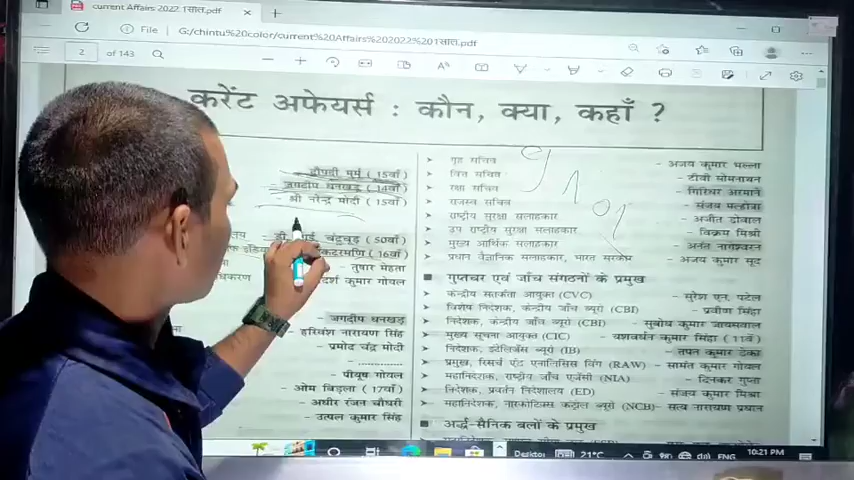 current Affairs 2022 1साल.pdf
File G:/chintu%20color/current%20Affairs%202022%201साल.pdf
2 of 143
करेंट अफेयर्स : कौन, क्या, कहाँ ?
द्रौपदी मुर्मू (15वीं)
जगदीप धनखड़ (14वीं)
- श्री नरेन्द्र मोदी (15वीं)
चंद्रचूड़ (50वीं)
(16वीं)
- तुषार मेहता
कुमार गोयल
जगदीप धनखड़
- हरिवंश नारायण सिंह
- प्रमोद चंद्र मोदी
पीयूष गोयल
- ओम बिड़ला (17वीं)
- अधीर रंजन चौधरी
- उत्पल कुमार सिंह
गृह सचिव - अजय कुमार भल्ला
वित्त सचिव - टीवी सोमनाथन
रक्षा सचिव - गिरिधर अरमाने
राजस्व सचिव - संजय मल्होत्रा
राष्ट्रीय सुरक्षा सलाहकार - अजीत डोवाल
उप राष्ट्रीय सुरक्षा सलाहकार - विक्रम मिश्री
मुख्य आर्थिक सलाहकार - अनंत नागेश्वरन
प्रधान वैज्ञानिक सलाहकार, भारत सरकार - अजय कुमार सूद
गुप्तचर एवं जाँच संगठनों के प्रमुख
केन्द्रीय सतर्कता आयुक्त (CVC) - सुरेश एन. पटेल
विशेष निदेशक, केन्द्रीय जाँच ब्यूरो (CBI) - प्रवीण सिन्हा
निदेशक, केन्द्रीय जाँच ब्यूरो (CBI) - सुबोध कुमार जायसवाल
मुख्य सूचना आयुक्त (CIC) - यशवर्धन कुमार सिन्हा (11वें)
निदेशक, इंटेलिजेंस ब्यूरो (IB) - तपन कुमार डेका
प्रमुख, रिसर्च एंड एनालिसिस विंग (RAW) - सामंत कुमार गोयल
महानिदेशक, राष्ट्रीय जाँच एजेंसी (NIA) - दिनकर गुप्ता
निदेशक, प्रवर्तन निदेशालय (ED) - संजय कुमार मिश्रा
महानिदेशक, नारकोटिक्स कंट्रोल ब्यूरो (NCB) - सत्य नारायण प्रधान
अर्द्ध-सैनिक बलों के प्रमुख
Desktop 21°C 10:21 PM